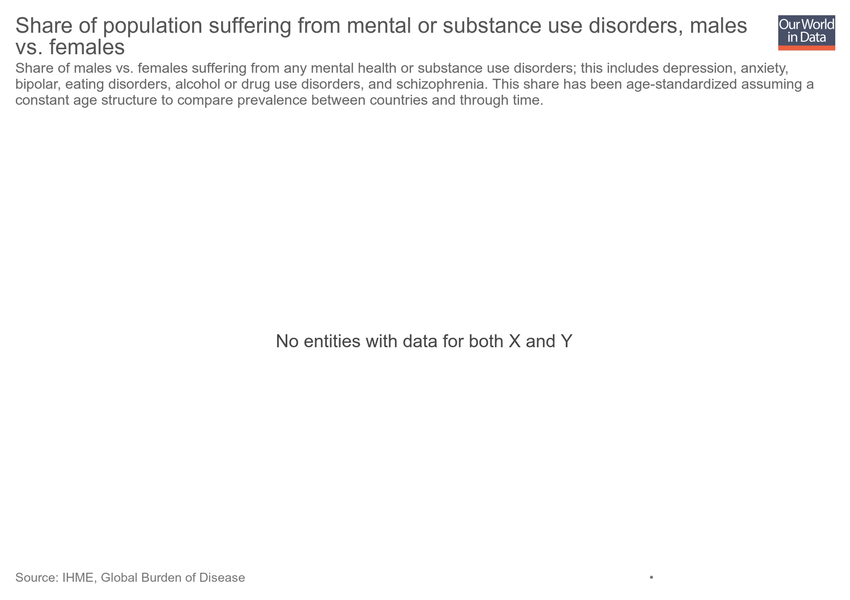 Share of population suffering from mental or substance use disorders, males
vs. females
Our World
in Data
Share of males vs. females suffering from any mental health or substance use disorders; this includes depression, anxiety,
bipolar, eating disorders, alcohol or drug use disorders, and schizophrenia. This share has been age-standardized assuming a
constant age structure to compare prevalence between countries and through time.
No entities with data for both X and Y
Source: IHME, Global Burden of Disease
•